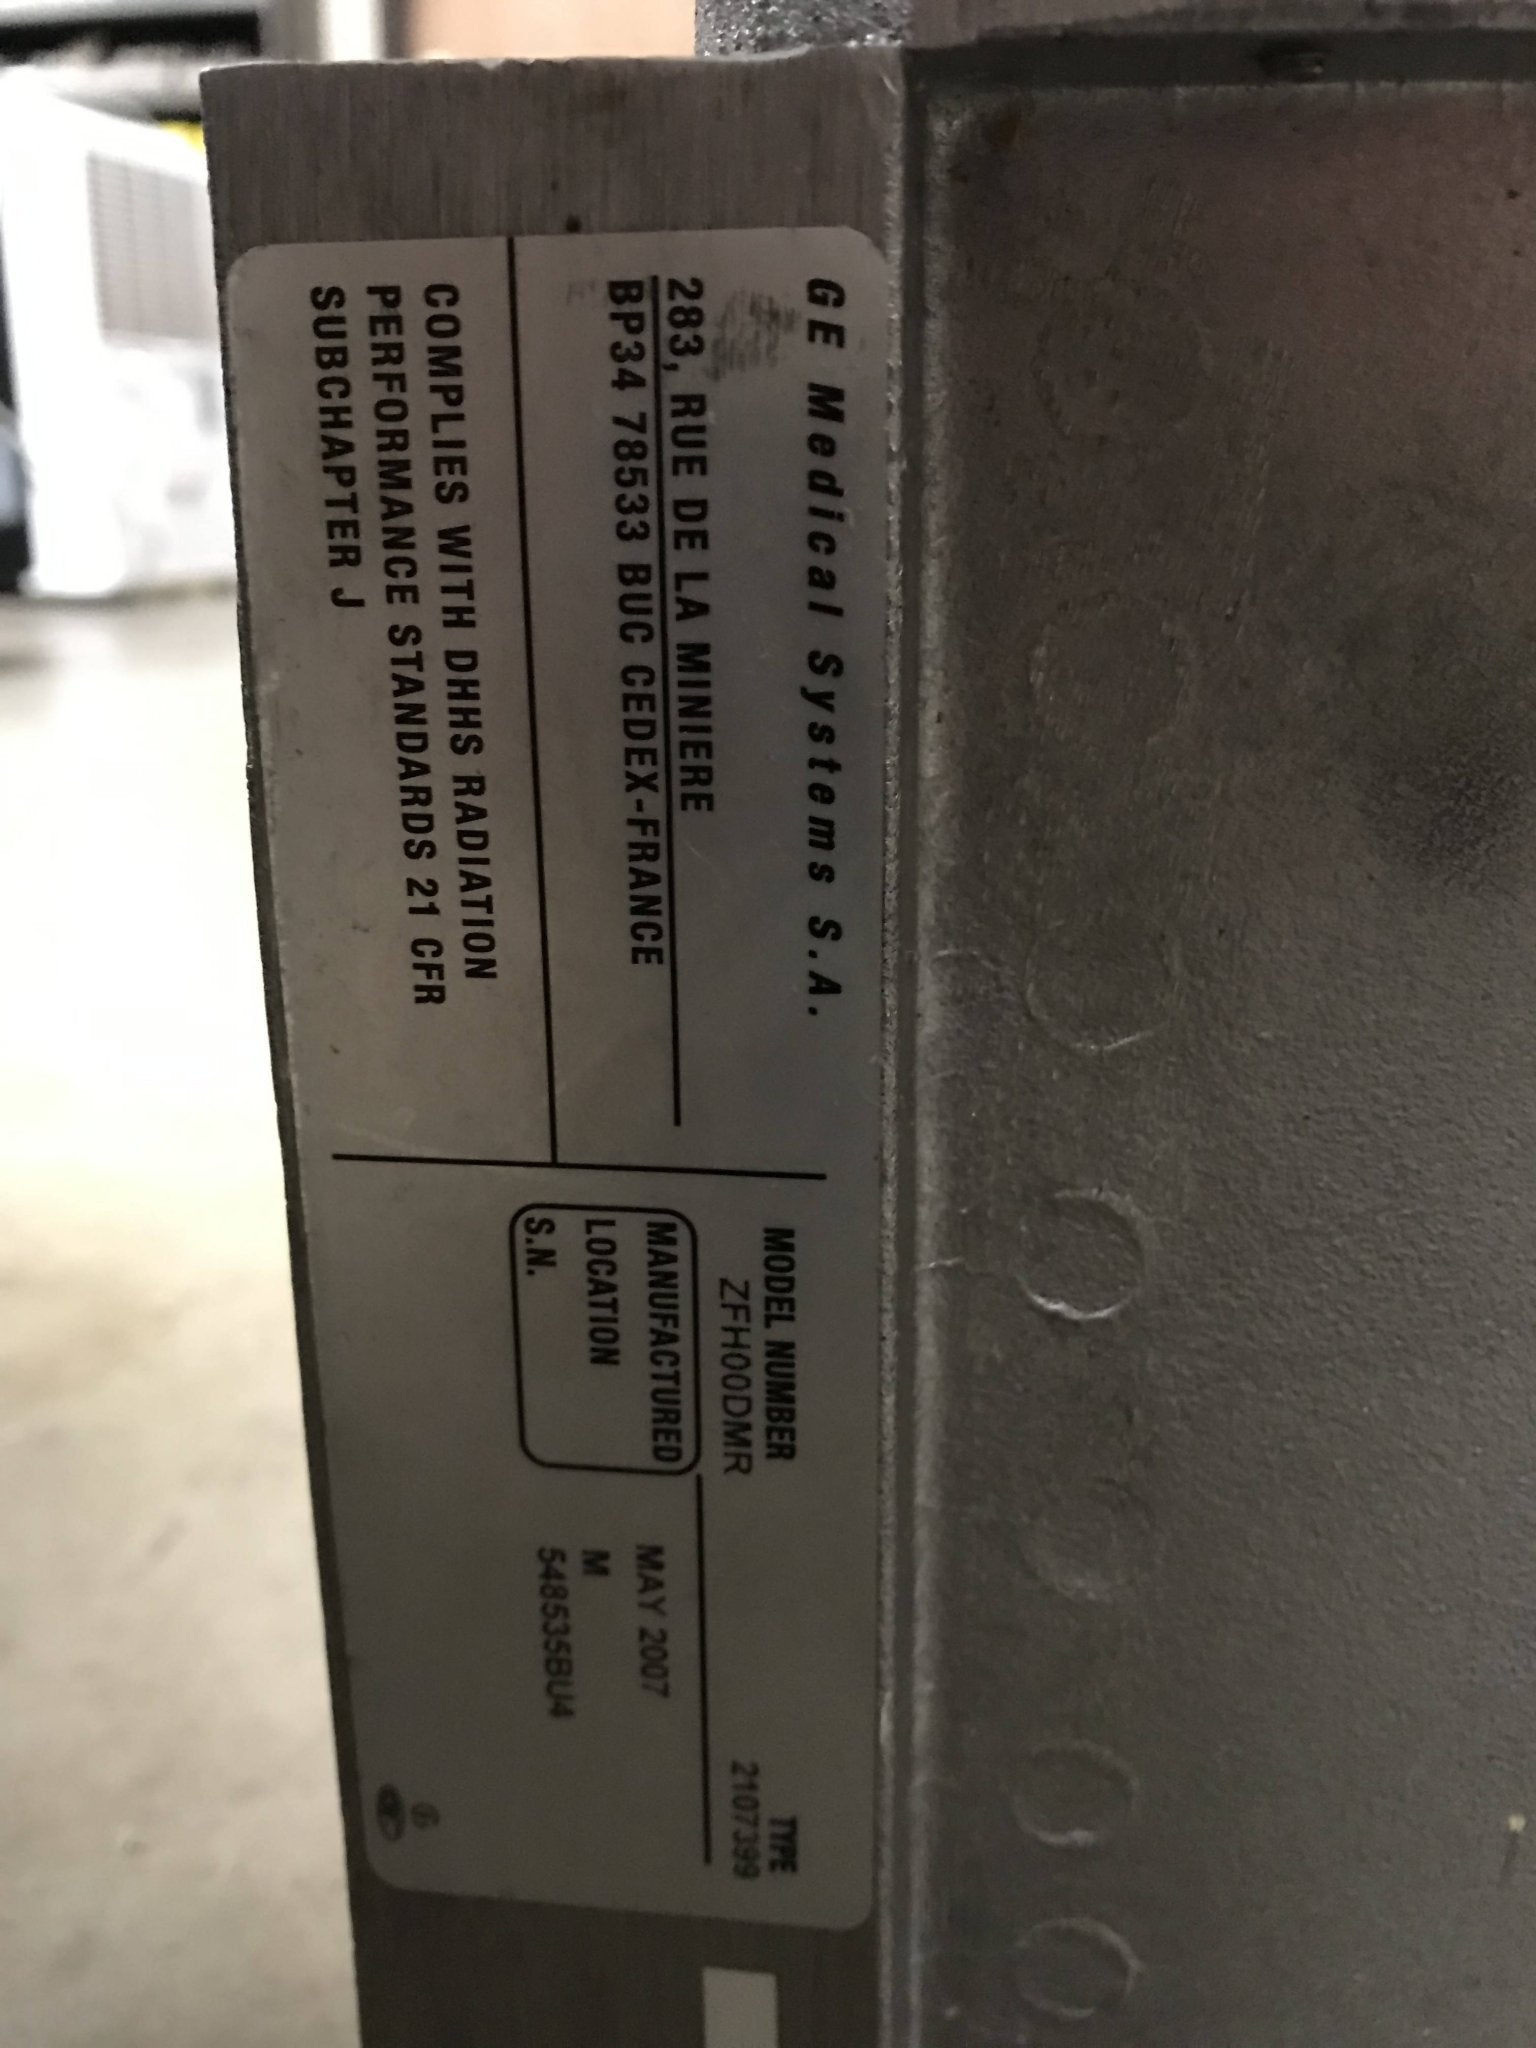 GE Medical Systems S.A.
283, RUE DE LA MINIERE
BP34 78533 BUC CEDEX-FRANCE
COMPLIES WITH DHHS RADIATION
PERFORMANCE STANDARDS 21 CFR
SUBCHAPTER J
MODEL NUMBER TYPE
ZFH00DMR 2107399
MANUFACTURED MAY 2007
LOCATION M
S.N. 548535BU4